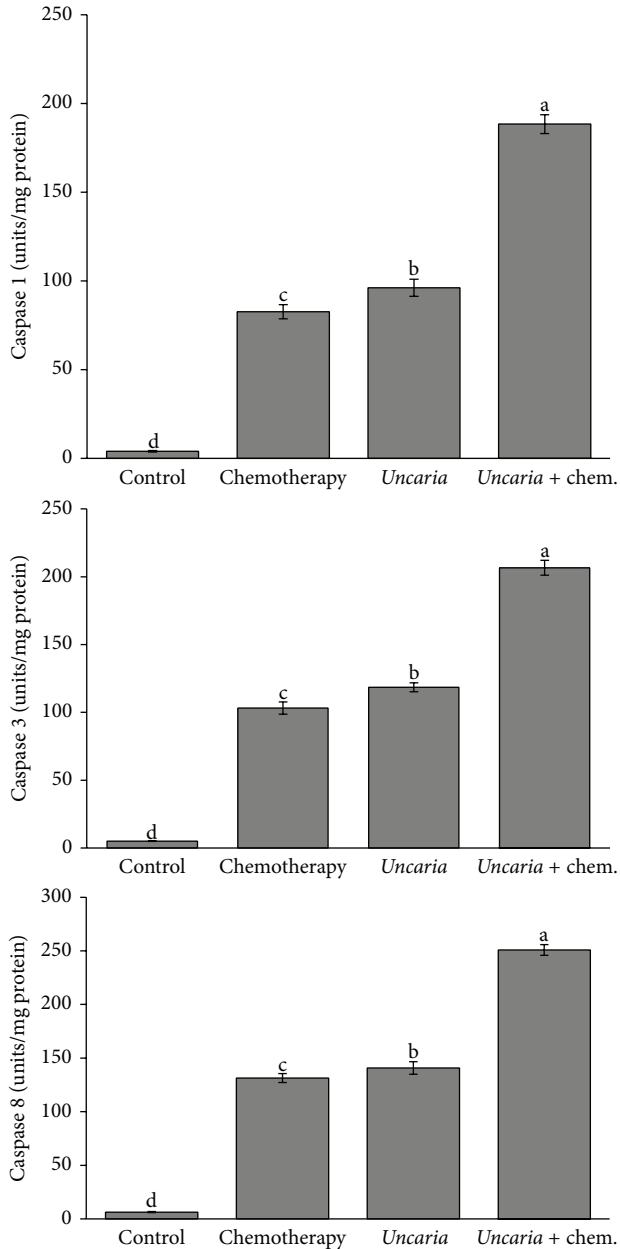 250
200
150
100
50
0
Caspase 1 (units/mg protein)
d
c
b
a
Control Chemotherapy Uncaria Uncaria + chem.
250
200
150
100
50
0
Caspase 3 (units/mg protein)
d
c
b
a
Control Chemotherapy Uncaria Uncaria + chem.
300
250
200
150
100
50
0
Caspase 8 (units/mg protein)
d
c
b
a
Control Chemotherapy Uncaria Uncaria + chem.